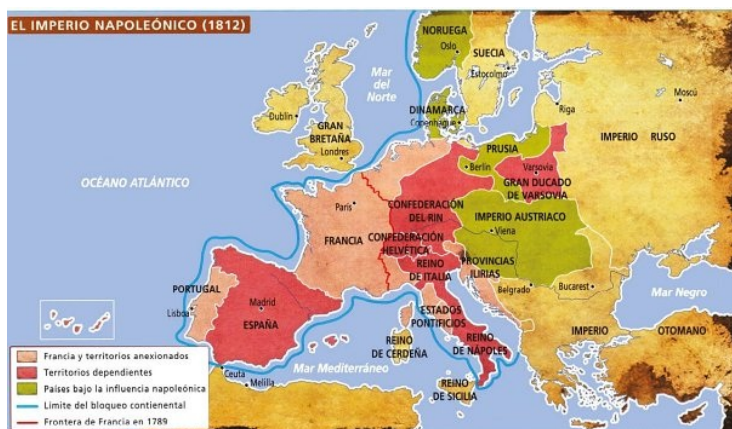 EL IMPERIO NAPOLEÓNICO (1812)
NORUEGA
Oslo
SUECIA
Estocolmo
Mar
del
Norte
Moscú
Riga
DINAMARCA
Copenhague
Dublín
GRAN
BRETAÑA
Londres
IMPERIO RUSO
PRUSIA
Berlín
Varsovia
GRAN DUCADO
DE VARSOVIA
OCÉANO ATLÁNTICO
París
CONFEDERACIÓN
DEL RIN
IMPERIO AUSTRIACO
Viena
FRANCIA
CONFEDERACIÓN
HELVÉTICA
REINO
DE ITALIA
PROVINCIAS
ILIRIAS
Belgrado
Bucarest
Mar Negro
PORTUGAL
Lisboa
Madrid
ESPAÑA
ESTADOS
PONTIFICIOS
REINO
DE NÁPOLES
IMPERIO OTOMANO
REINO
DE CERDEÑA
Mar Mediterráneo
REINO
DE SICILIA
Ceuta
Melilla
Francia y territorios anexionados
Territorios dependientes
Países bajo la influencia napoleónica
Límite del bloqueo contienental
Frontera de Francia en 1789